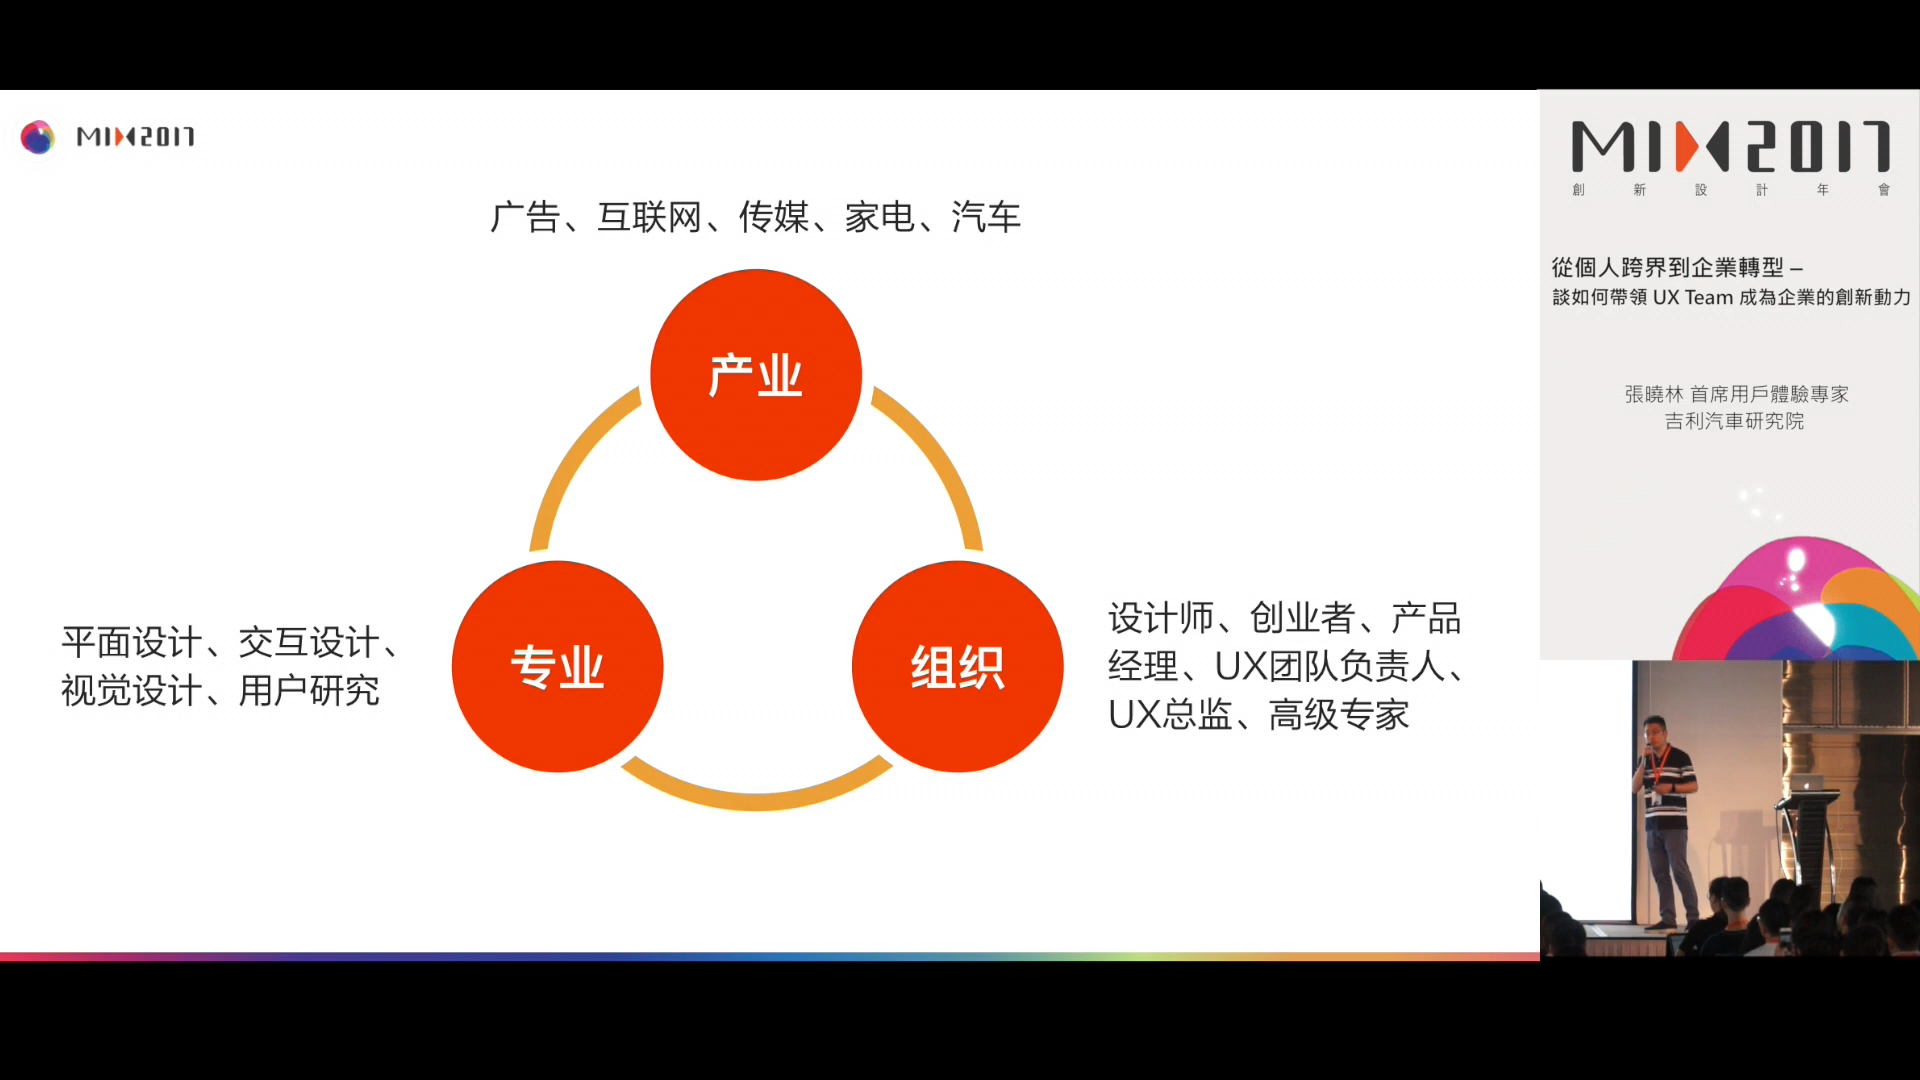 MIX2017
广告、互联网、传媒、家电、汽车
产业
专业
组织
平面设计、交互设计、
视觉设计、用户研究
设计师、创业者、产品
经理、UX团队负责人、
UX总监、高级专家
MIX2017
創新設計年會
從個人跨界到企業轉型 –
談如何帶領 UX Team 成為企業的創新動力
張曉林 首席用戶體驗專家
吉利汽車研究院